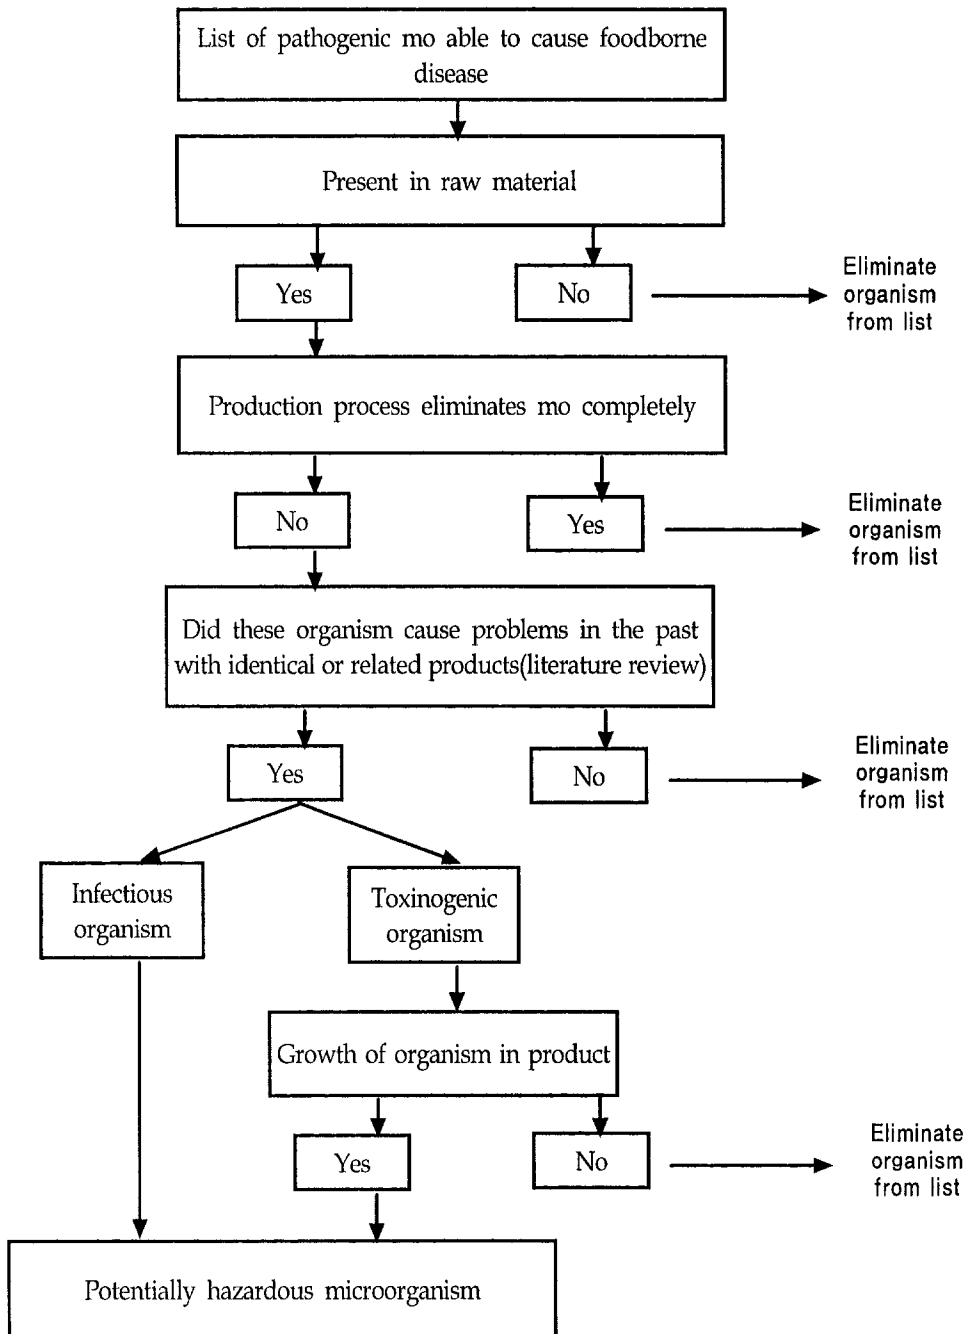 List of pathogenic mo able to cause foodborne
disease
Present in raw material
Yes
No
Eliminate
organism
from list
Production process eliminates mo completely
No
Yes
Eliminate
organism
from list
Did these organism cause problems in the past
with identical or related products(literature review)
Yes
No
Eliminate
organism
from list
Infectious
organism
Toxinogenic
organism
Growth of organism in product
Yes
No
Eliminate
organism
from list
Potentially hazardous microorganism